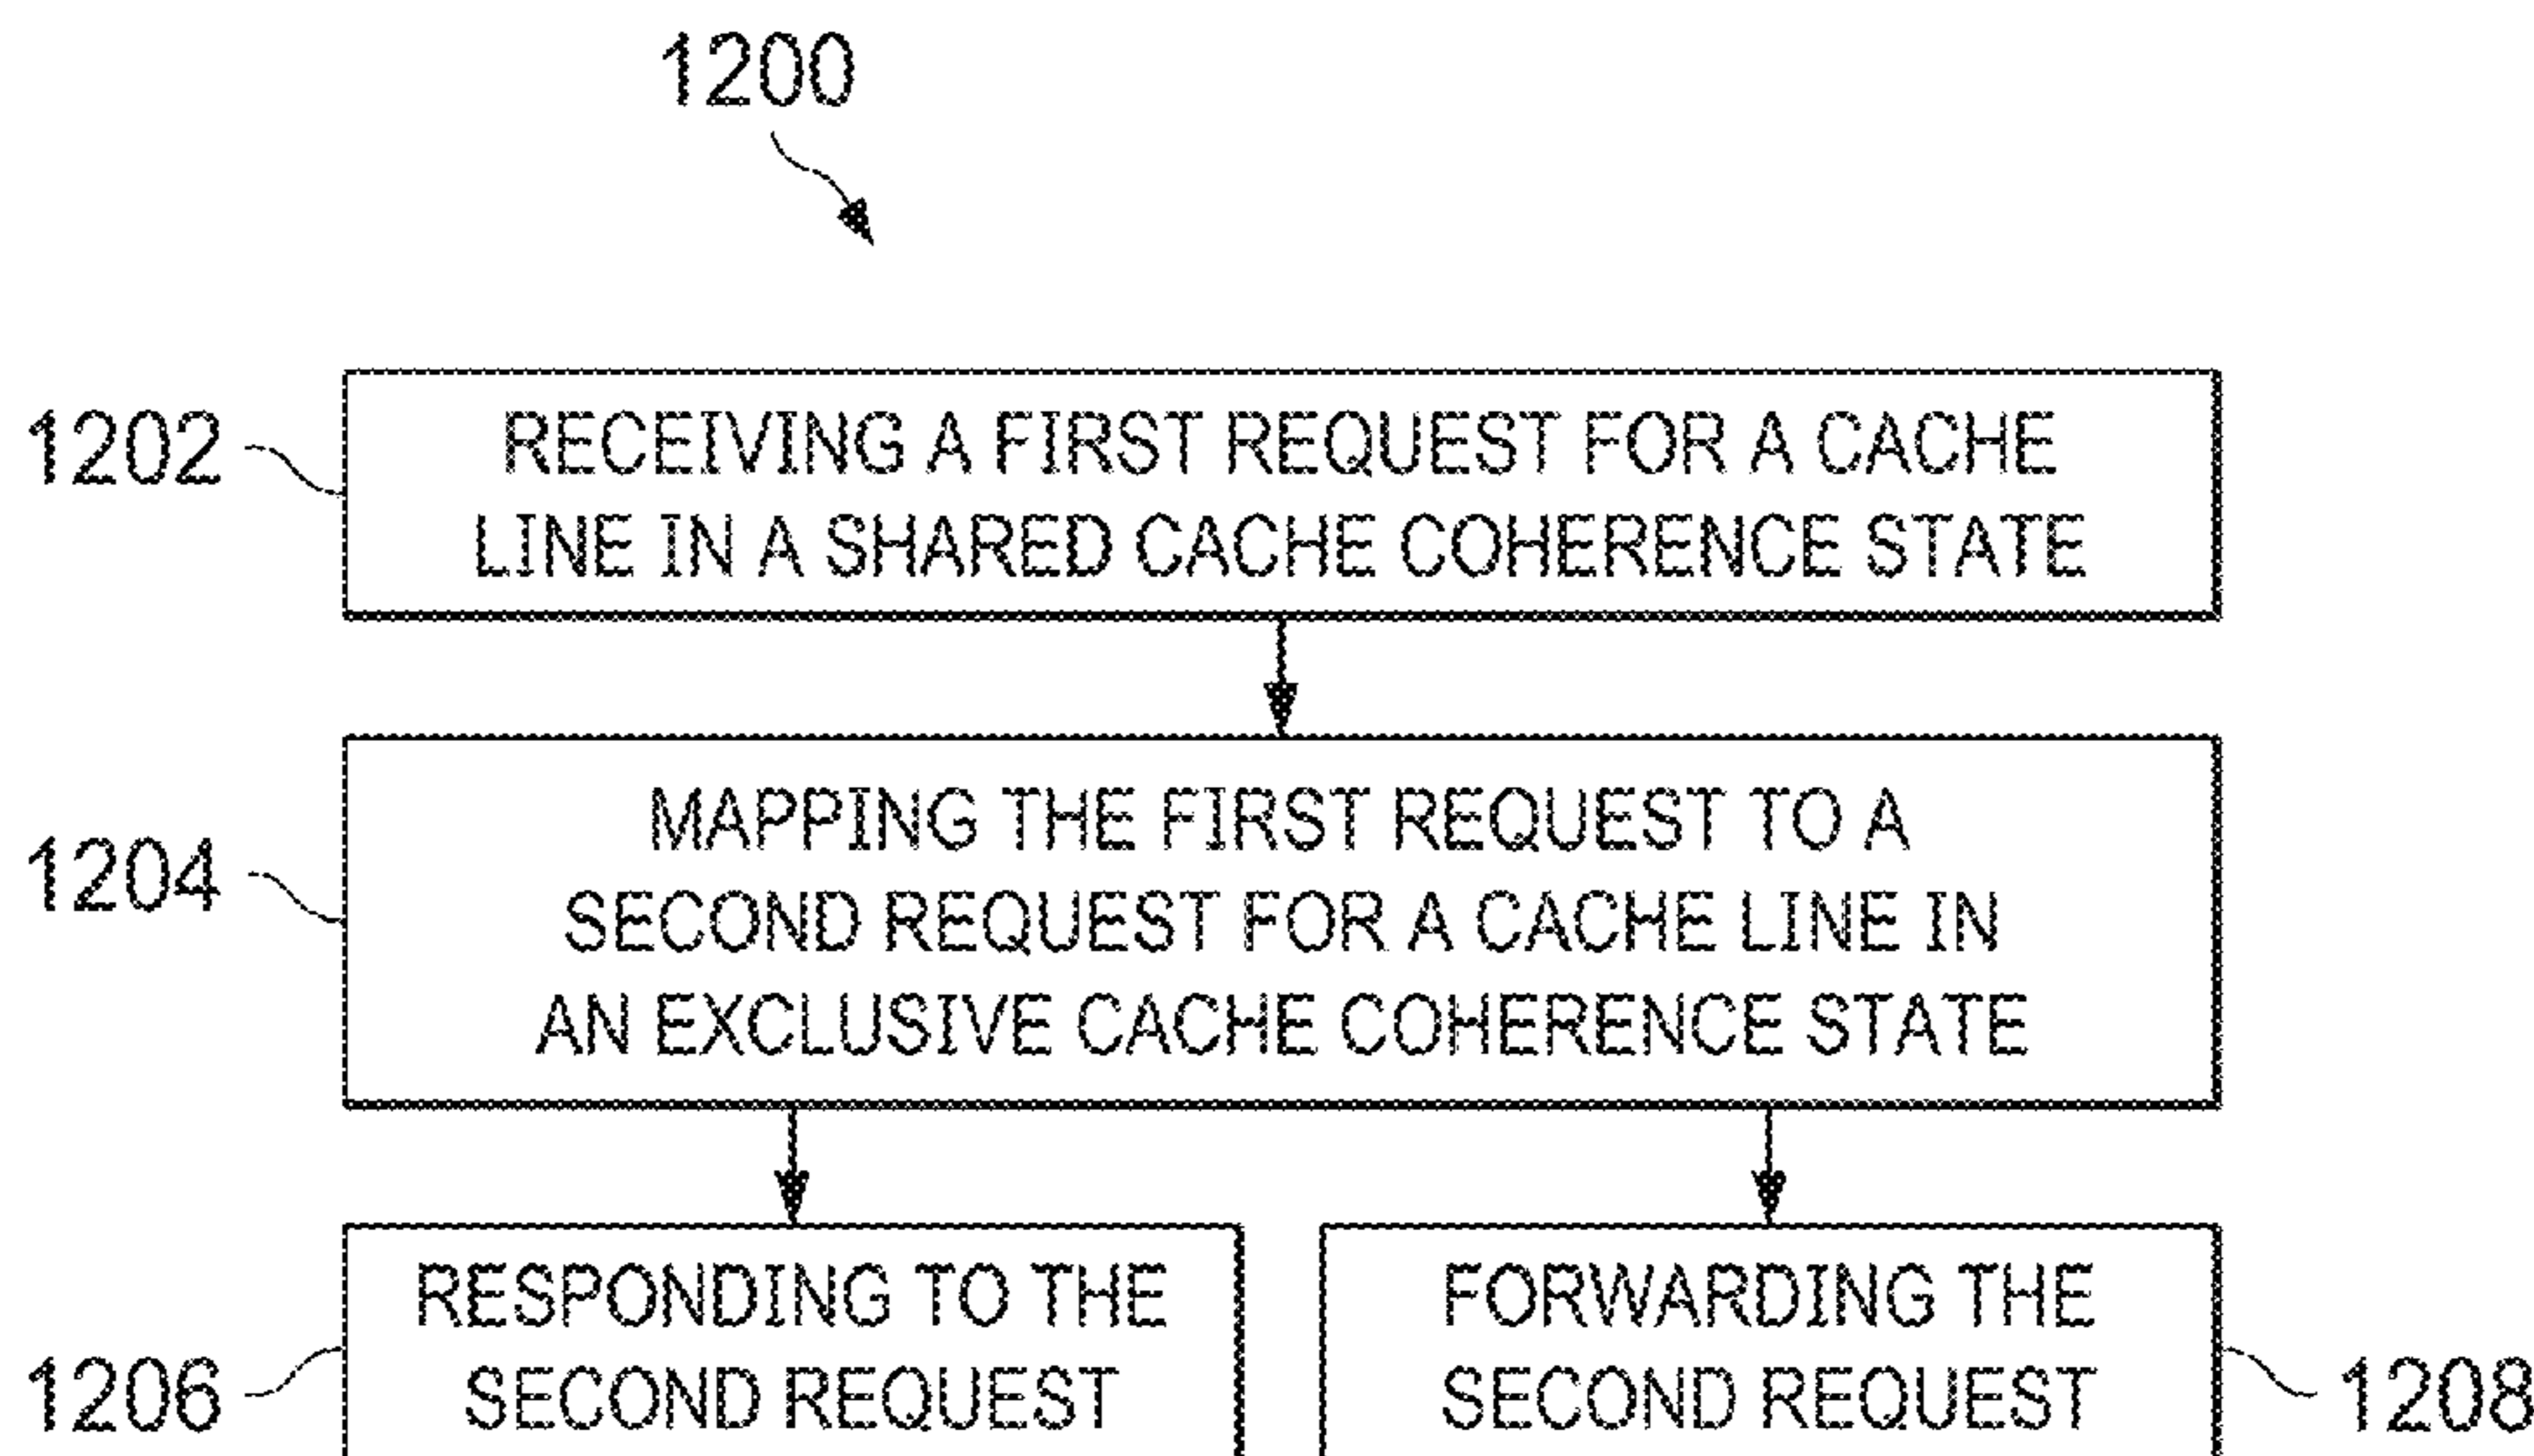 1200
1202
RECEIVING A FIRST REQUEST FOR A CACHE
LINE IN A SHARED CACHE COHERENCE STATE
1204
MAPPING THE FIRST REQUEST TO A
SECOND REQUEST FOR A CACHE LINE IN
AN EXCLUSIVE CACHE COHERENCE STATE
1206
RESPONDING TO THE
SECOND REQUEST
FORWARDING THE
SECOND REQUEST
1208